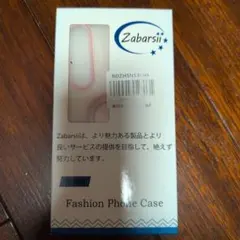 Zabarsii
Zabarsiiは、より魅力ある製品とより
良いサービスの提供を目指して、絶えず
努力しています。
Fashion Phone Case